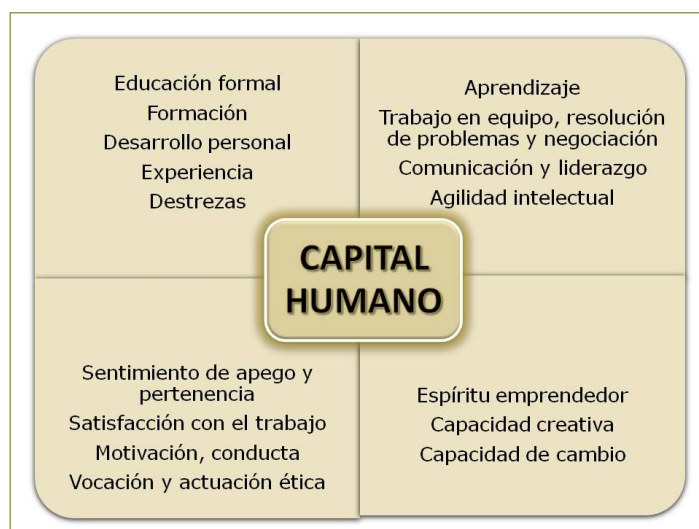 Educación formal
Formación
Desarrollo personal
Experiencia
Destrezas
Aprendizaje
Trabajo en equipo, resolución
de problemas y negociación
Comunicación y liderazgo
Agilidad intelectual
CAPITAL
HUMANO
Sentimiento de apego y
pertenencia
Satisfacción con el trabajo
Motivación, conducta
Vocación y actuación ética
Espíritu emprendedor
Capacidad creativa
Capacidad de cambio